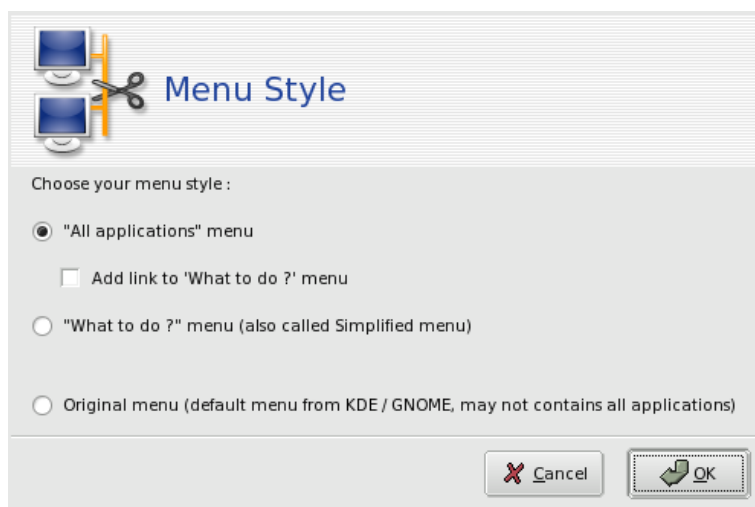 Menu Style
Choose your menu style :
"All applications" menu
Add link to 'What to do ?' menu
"What to do ?" menu (also called Simplified menu)
Original menu (default menu from KDE / GNOME, may not contains all applications)
Cancel
OK